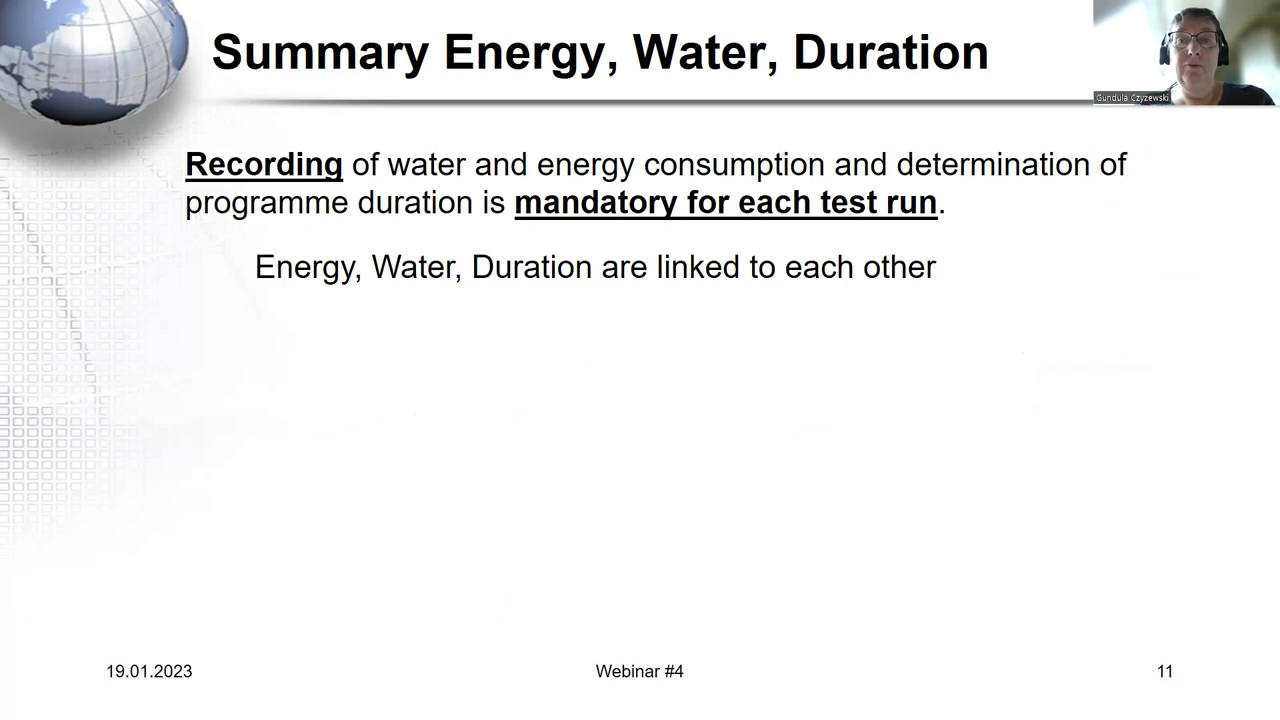 Summary Energy, Water, Duration
Gundula Czyzewski
Recording of water and energy consumption and determination of
programme duration is mandatory for each test run.
Energy, Water, Duration are linked to each other
19.01.2023
Webinar #4
11